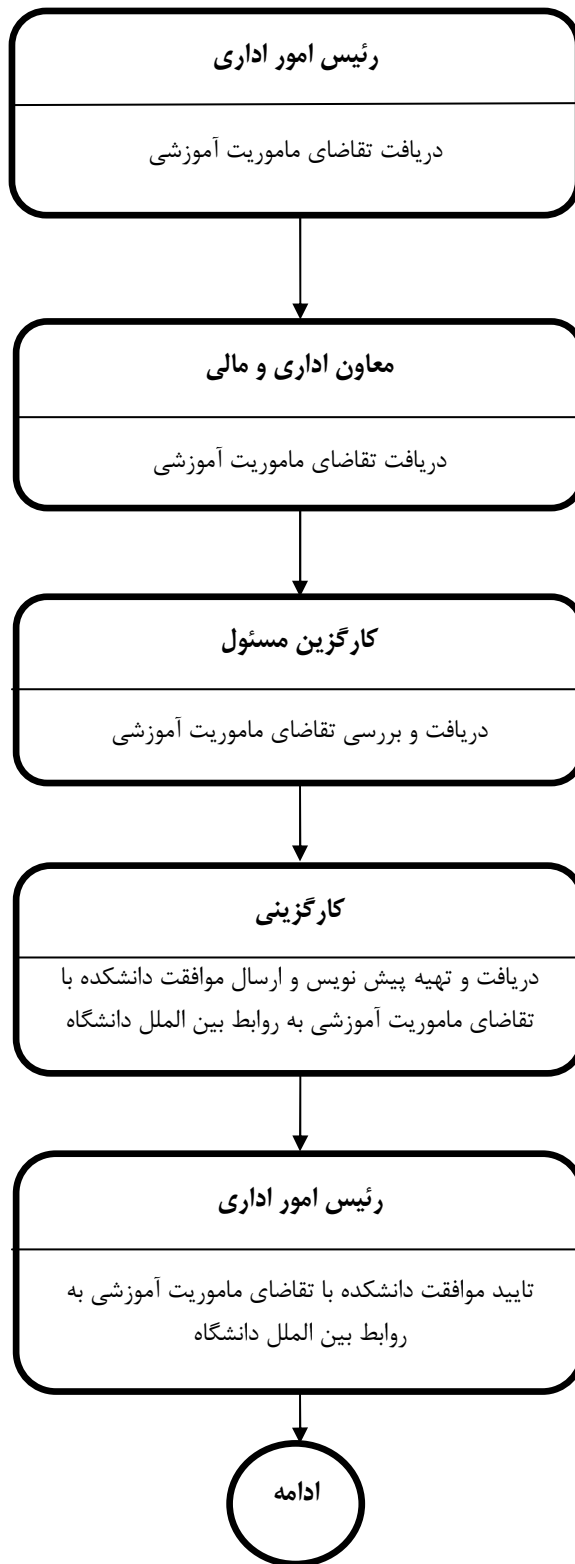 رئیس امور اداری
دریافت تقاضای ماموریت آموزشی
معاون اداری و مالی
دریافت تقاضای ماموریت آموزشی
کارگزین مسئول
دریافت و بررسی تقاضای ماموریت آموزشی
کارگزینی
دریافت و تهیه پیش نویس و ارسال موافقت دانشکده با
تقاضای ماموریت آموزشی به روابط بین الملل دانشگاه
رئیس امور اداری
تایید موافقت دانشکده با تقاضای ماموریت آموزشی به
روابط بین الملل دانشگاه
ادامه